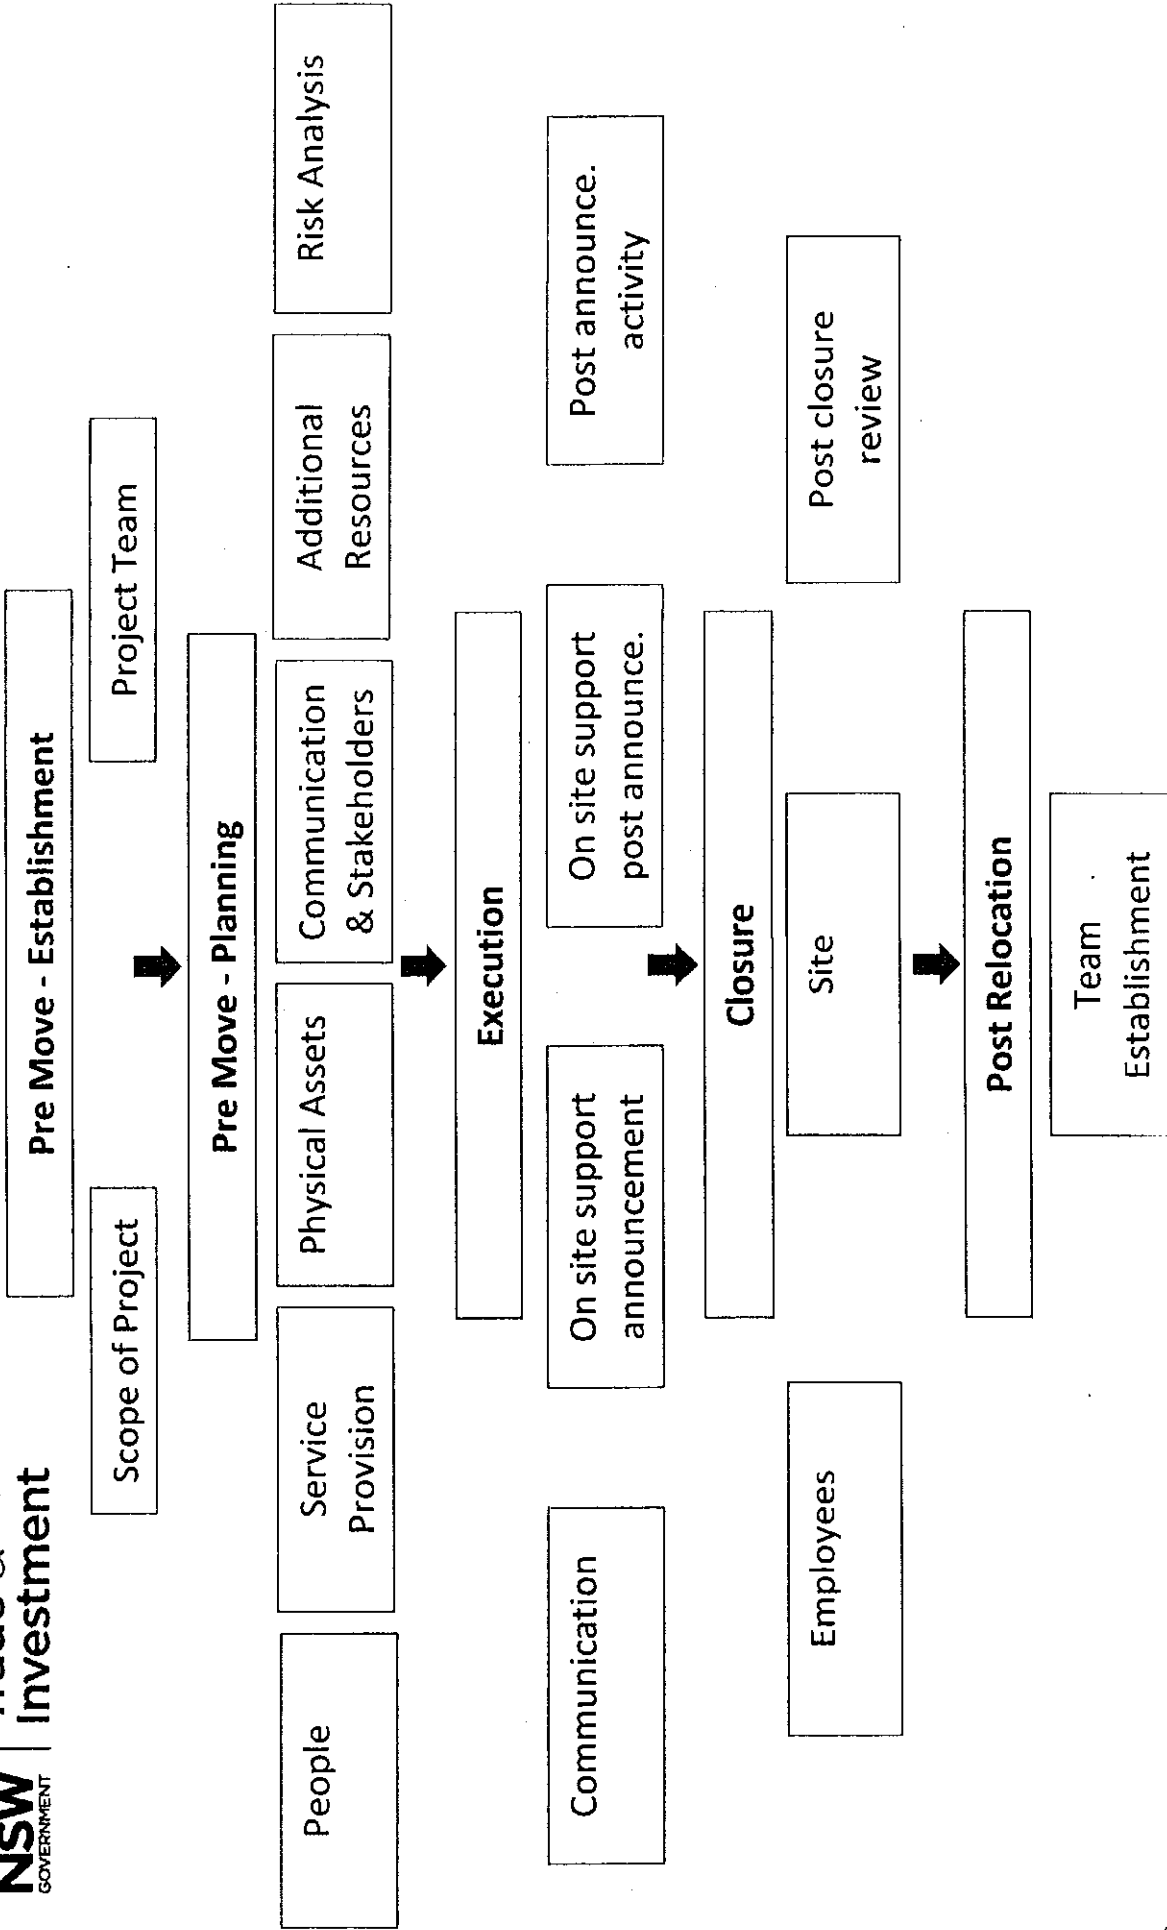 NSW
GOVERNMENT
Trade &
Investment
Pre Move - Establishment
Scope of Project
Project Team
Pre Move - Planning
People
Service
Provision
Physical Assets
Communication
& Stakeholders
Additional
Resources
Risk Analysis
Execution
Communication
On site support
announcement
On site support
post announce.
Post announce.
activity
Closure
Employees
Site
Post closure
review
Post Relocation
Team
Establishment